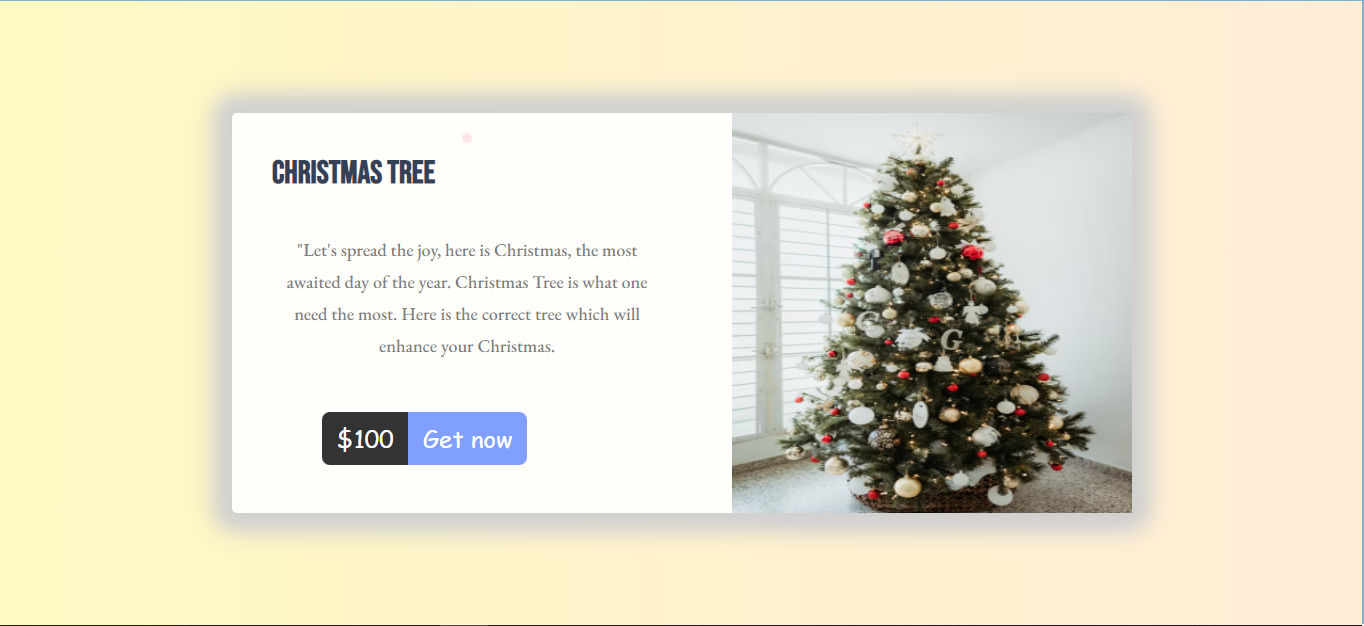 CHRISTMAS TREE
"Let's spread the joy, here is Christmas, the most
awaited day of the year. Christmas Tree is what one
need the most. Here is the correct tree which will
enhance your Christmas.
$100 Get now
G
G